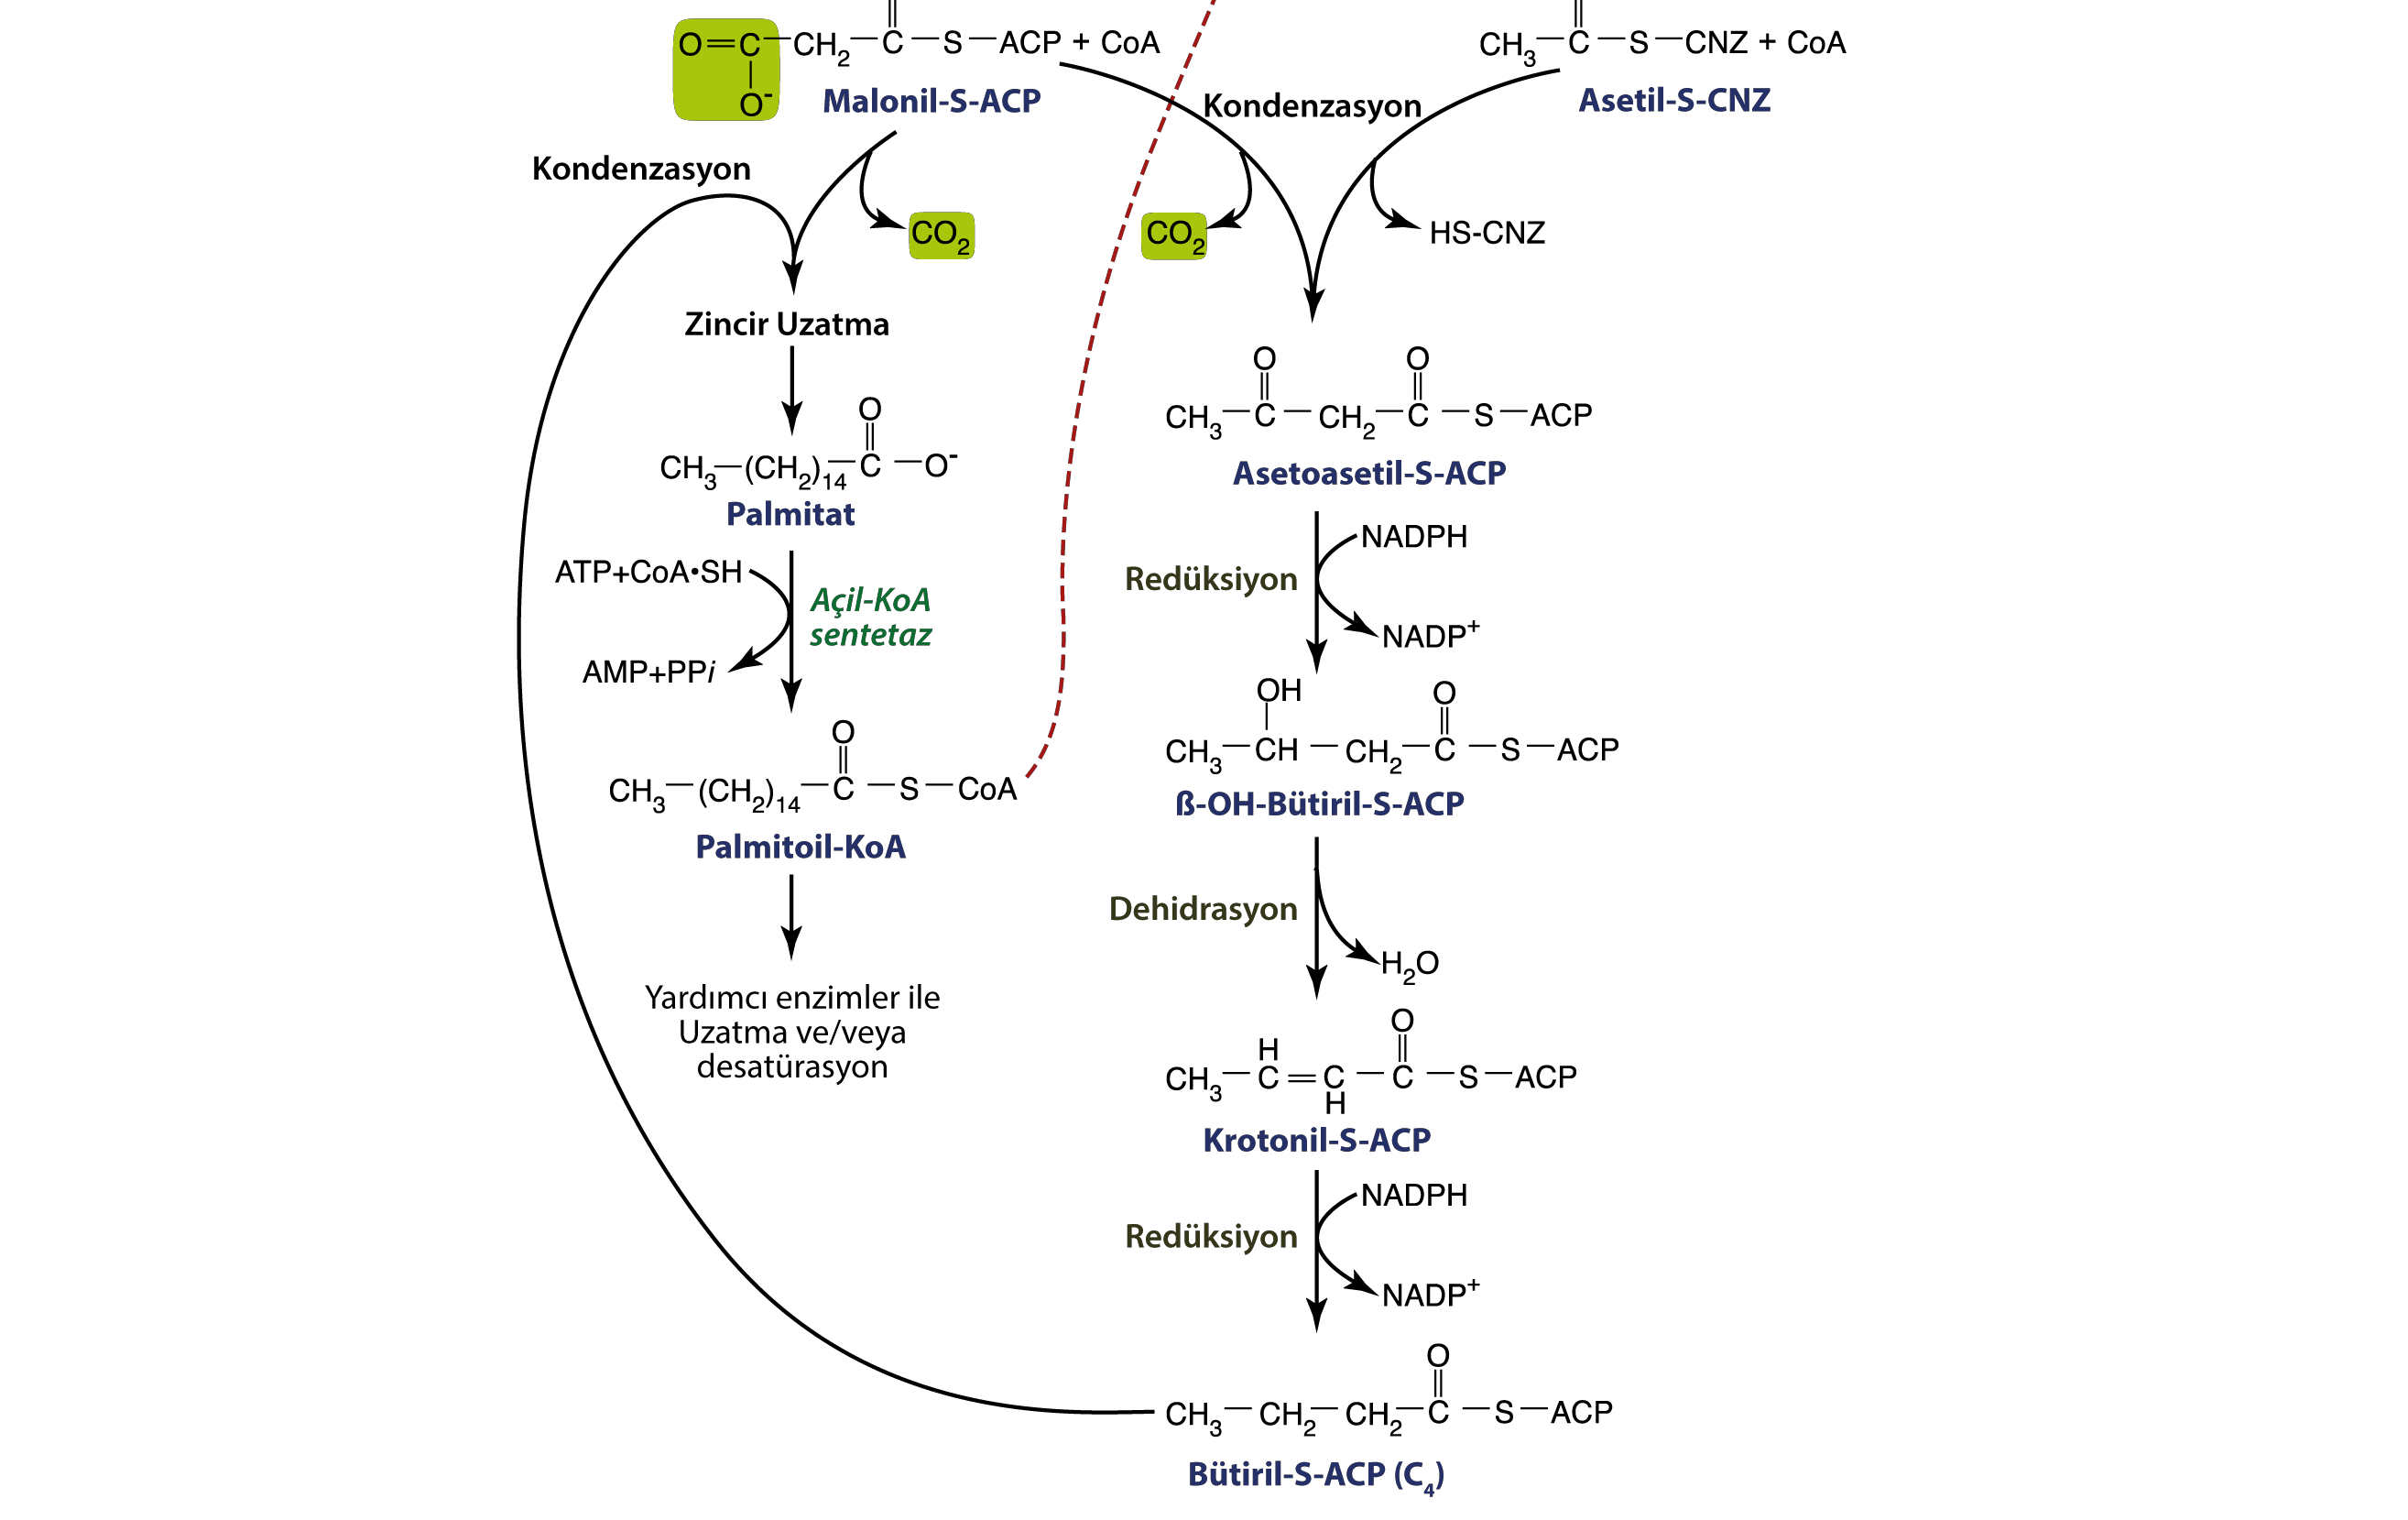 O=C—CH2—C—S—ACP + CoA
O-
Malonil-S-ACP
CH3—C—S—CNZ + CoA
Asetil-S-CNZ
Kondenzasyon
Kondenzasyon
CO2
CO2
HS-CNZ
Zincir Uzatma
O
CH3—(CH2)14—C—O-
Palmitat
ATP+CoA•SH
Açil-KoA
sentetaz
AMP+PPi
O
CH3—(CH2)14—C—S—CoA
Palmitoil-KoA
Yardımcı enzimler ile
Uzatma ve/veya
desatürasyon
O O
CH3—C—CH2—C—S—ACP
Asetoasetil-S-ACP
NADPH
Redüksiyon
NADP+
OH O
CH3—CH—CH2—C—S—ACP
ß-OH-Bütiril-S-ACP
Dehidrasyon
H2O
O
H
CH3—C=C—C—S—ACP
H
Krotonil-S-ACP
NADPH
Redüksiyon
NADP+
O
CH3—CH2—CH2—C—S—ACP
Bütiril-S-ACP (C4)